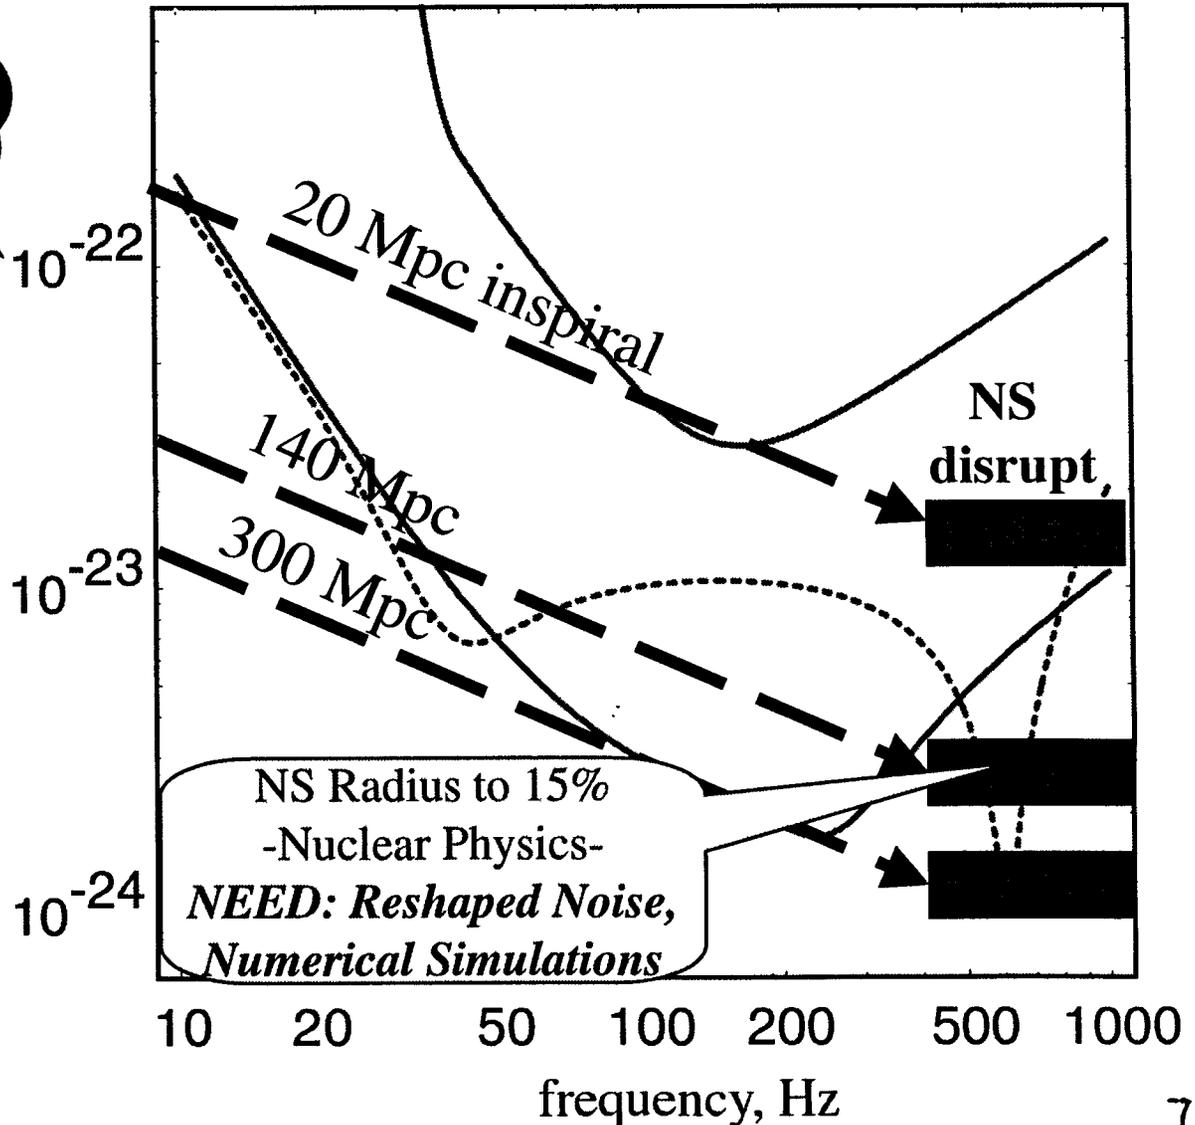 20 Mpc inspiral
10-22
NS
disrupt
140 Mpc
300 Mpc
10-23
NS Radius to 15%
-Nuclear Physics-
NEED: Reshaped Noise,
Numerical Simulations
10-24
10 20 50 100 200 500 1000
frequency, Hz
7